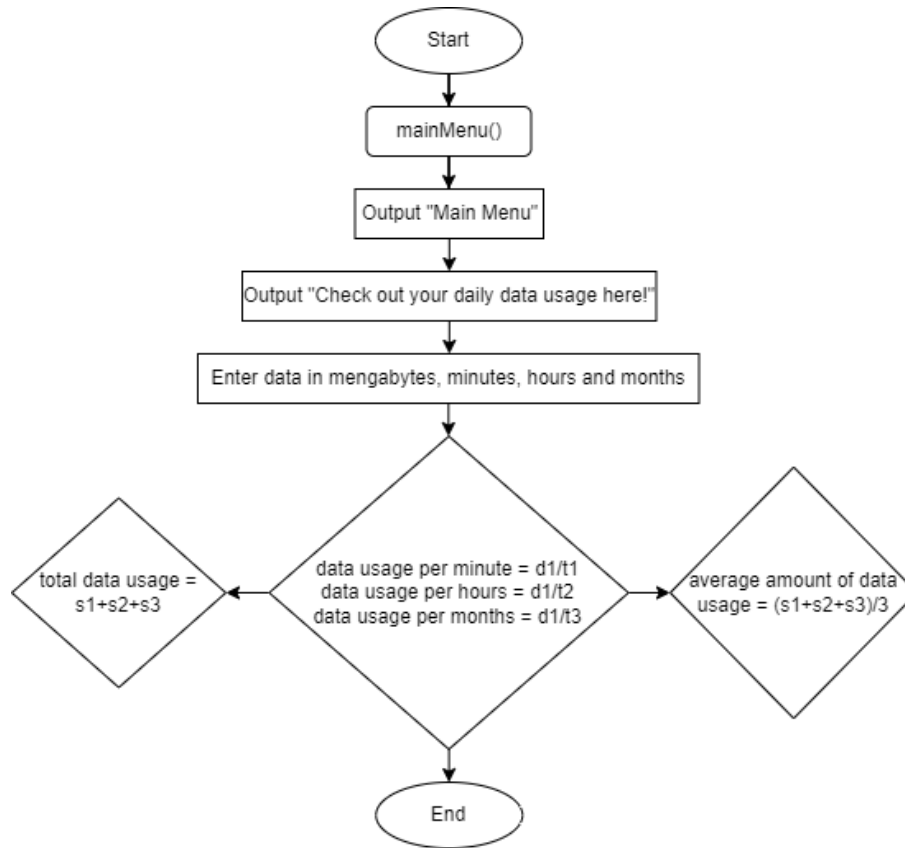 Start
mainMenu()
Output "Main Menu"
Output "Check out your daily data usage here!"
Enter data in mengabytes, minutes, hours and months
total data usage =
s1+s2+s3
data usage per minute = d1/t1
data usage per hours = d1/t2
data usage per months = d1/t3
average amount of data
usage = (s1+s2+s3)/3
End